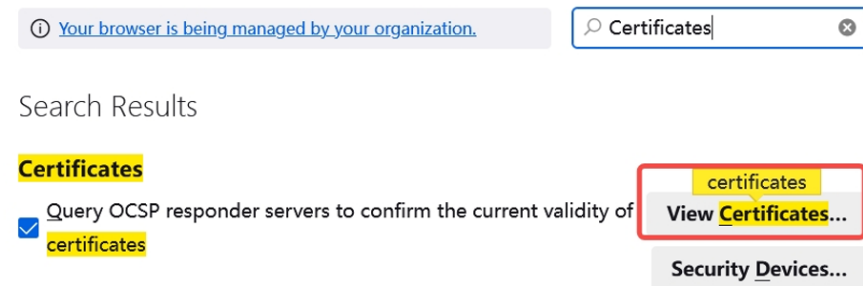 Your browser is being managed by your organization.
Certificates
Search Results
Certificates
Query OCSP responder servers to confirm the current validity of
certificates
certificates
View Certificates...
Security Devices...